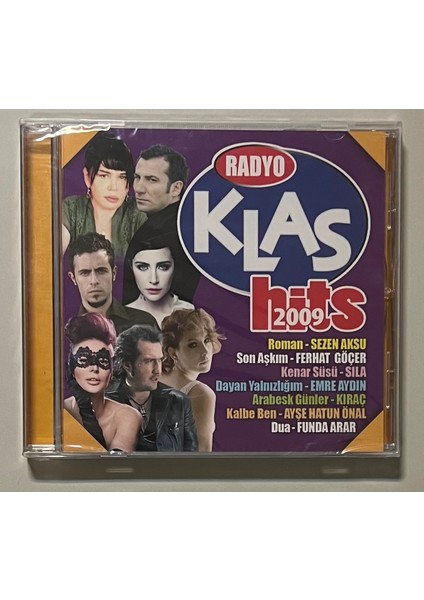 RADYO
KLAS
hits
2009
Roman - SEZEN AKSU
Son Aşkım - FERHAT GÖÇER
Kenar Süsü - SILA
Dayan Yalnızlığım - EMRE AYDIN
Arabesk Günler - KIRAÇ
Kalbe Ben - AYŞE HATUN ÖNAL
Dua - FUNDA ARAR